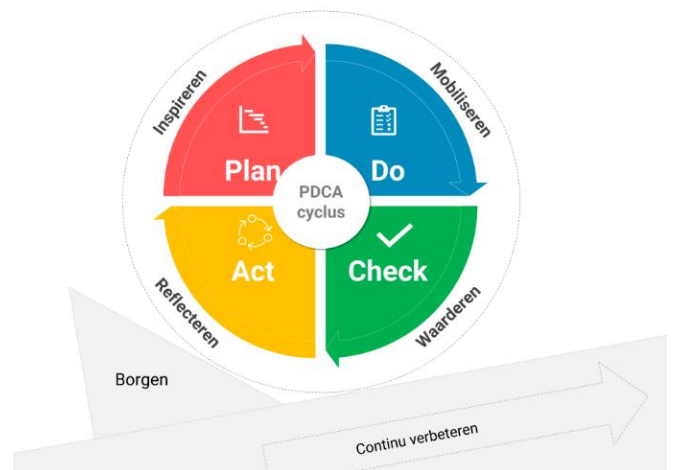 Inspireren
Mobiliseren
Plan
Do
PDCA
cyclus
Act
Check
Reflecteren
Waarderen
Borgen
Continu verbeteren